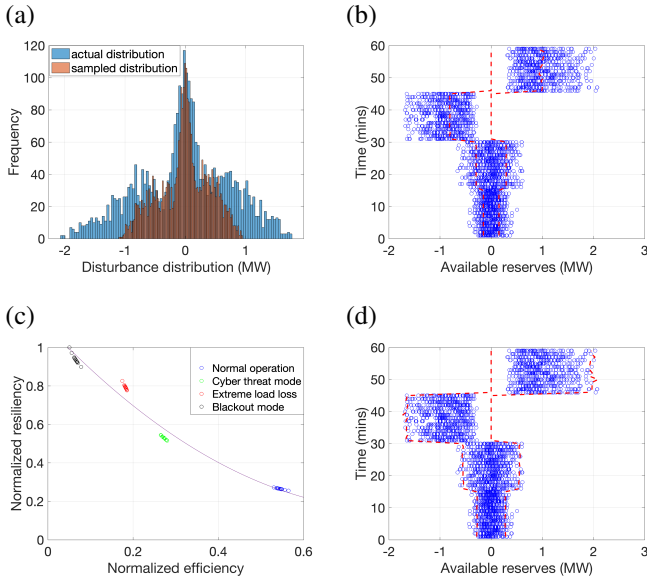 (a)
120
100
80
60
40
20
0
Frequency
actual distribution
sampled distribution
-2 -1 0 1
Disturbance distribution (MW)
(b)
60
50
40
30
20
10
0
Time (mins)
-2 -1 0 1 2 3
Available reserves (MW)
(c)
1
0.8
0.6
0.4
0.2
0
Normalized resiliency
Normal operation
Cyber threat mode
Extreme load loss
Blackout mode
0 0.2 0.4 0.6
Normalized efficiency
(d)
60
50
40
30
20
10
0
Time (mins)
-2 -1 0 1 2 3
Available reserves (MW)